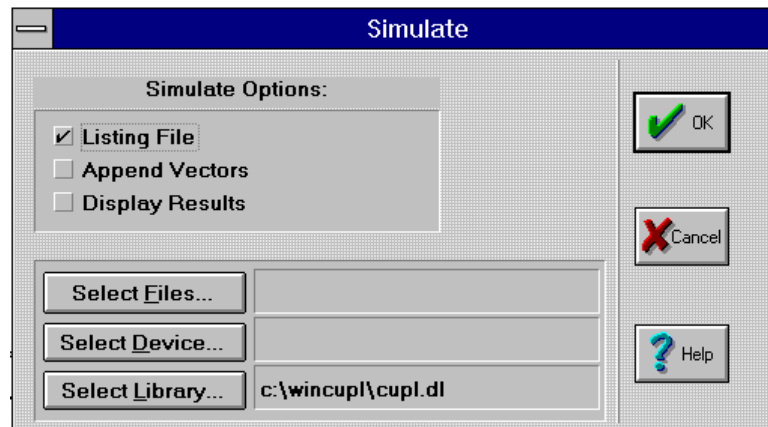 Simulate
Simulate Options:
Listing File
Append Vectors
Display Results
OK
Cancel
Help
Select Files...
Select Device...
Select Library...
c:\wincupl\cupl.dl